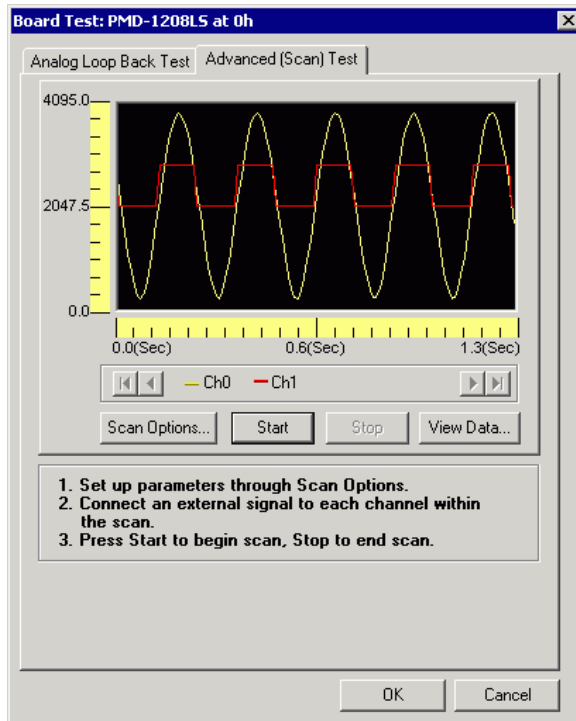 Board Test: PMD-1208LS at 0h
Analog Loop Back Test
Advanced (Scan) Test
4095.0
2047.5
0.0
0.0(Sec)
0.6(Sec)
1.3(Sec)
Ch0
Ch1
Scan Options...
Start
Stop
View Data...
1. Set up parameters through Scan Options.
2. Connect an external signal to each channel within
the scan.
3. Press Start to begin scan, Stop to end scan.
OK
Cancel